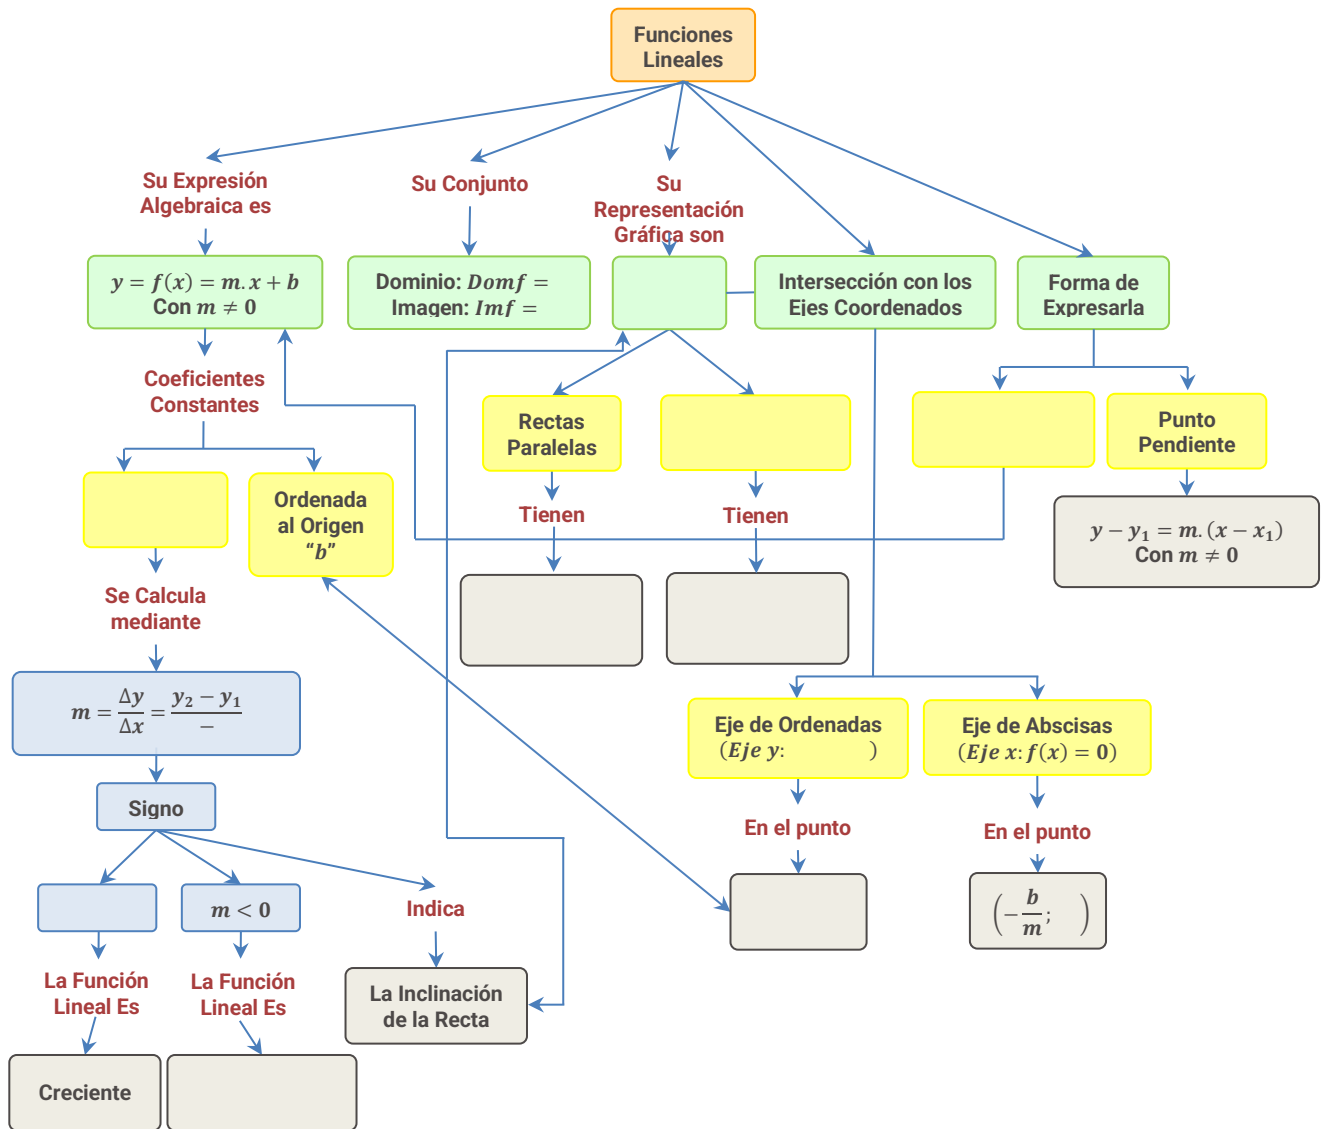 Funciones
Lineales
Su Expresión
Algebraica es
Su Conjunto
Su
Representación
Gráfica son
y = f(x) = m. x + b
Con m ≠ 0
Dominio: Domf =
Imagen: Imf =
Intersección con los
Ejes Coordenados
Forma de
Expresarla
Coeficientes
Constantes
Rectas
Paralelas
Punto
Pendiente
Ordenada
al Origen
“b”
Tienen
Tienen
y − y₁ = m. (x − x₁)
Con m ≠ 0
Se Calcula
mediante
m = Δy/Δx = (y₂ − y₁)/−
Eje de Ordenadas
(Eje y: )
Eje de Abscisas
(Eje x: f(x) = 0)
Signo
En el punto
En el punto
m < 0
Indica
(−b/m; )
La Función
Lineal Es
La Función
Lineal Es
La Inclinación
de la Recta
Creciente